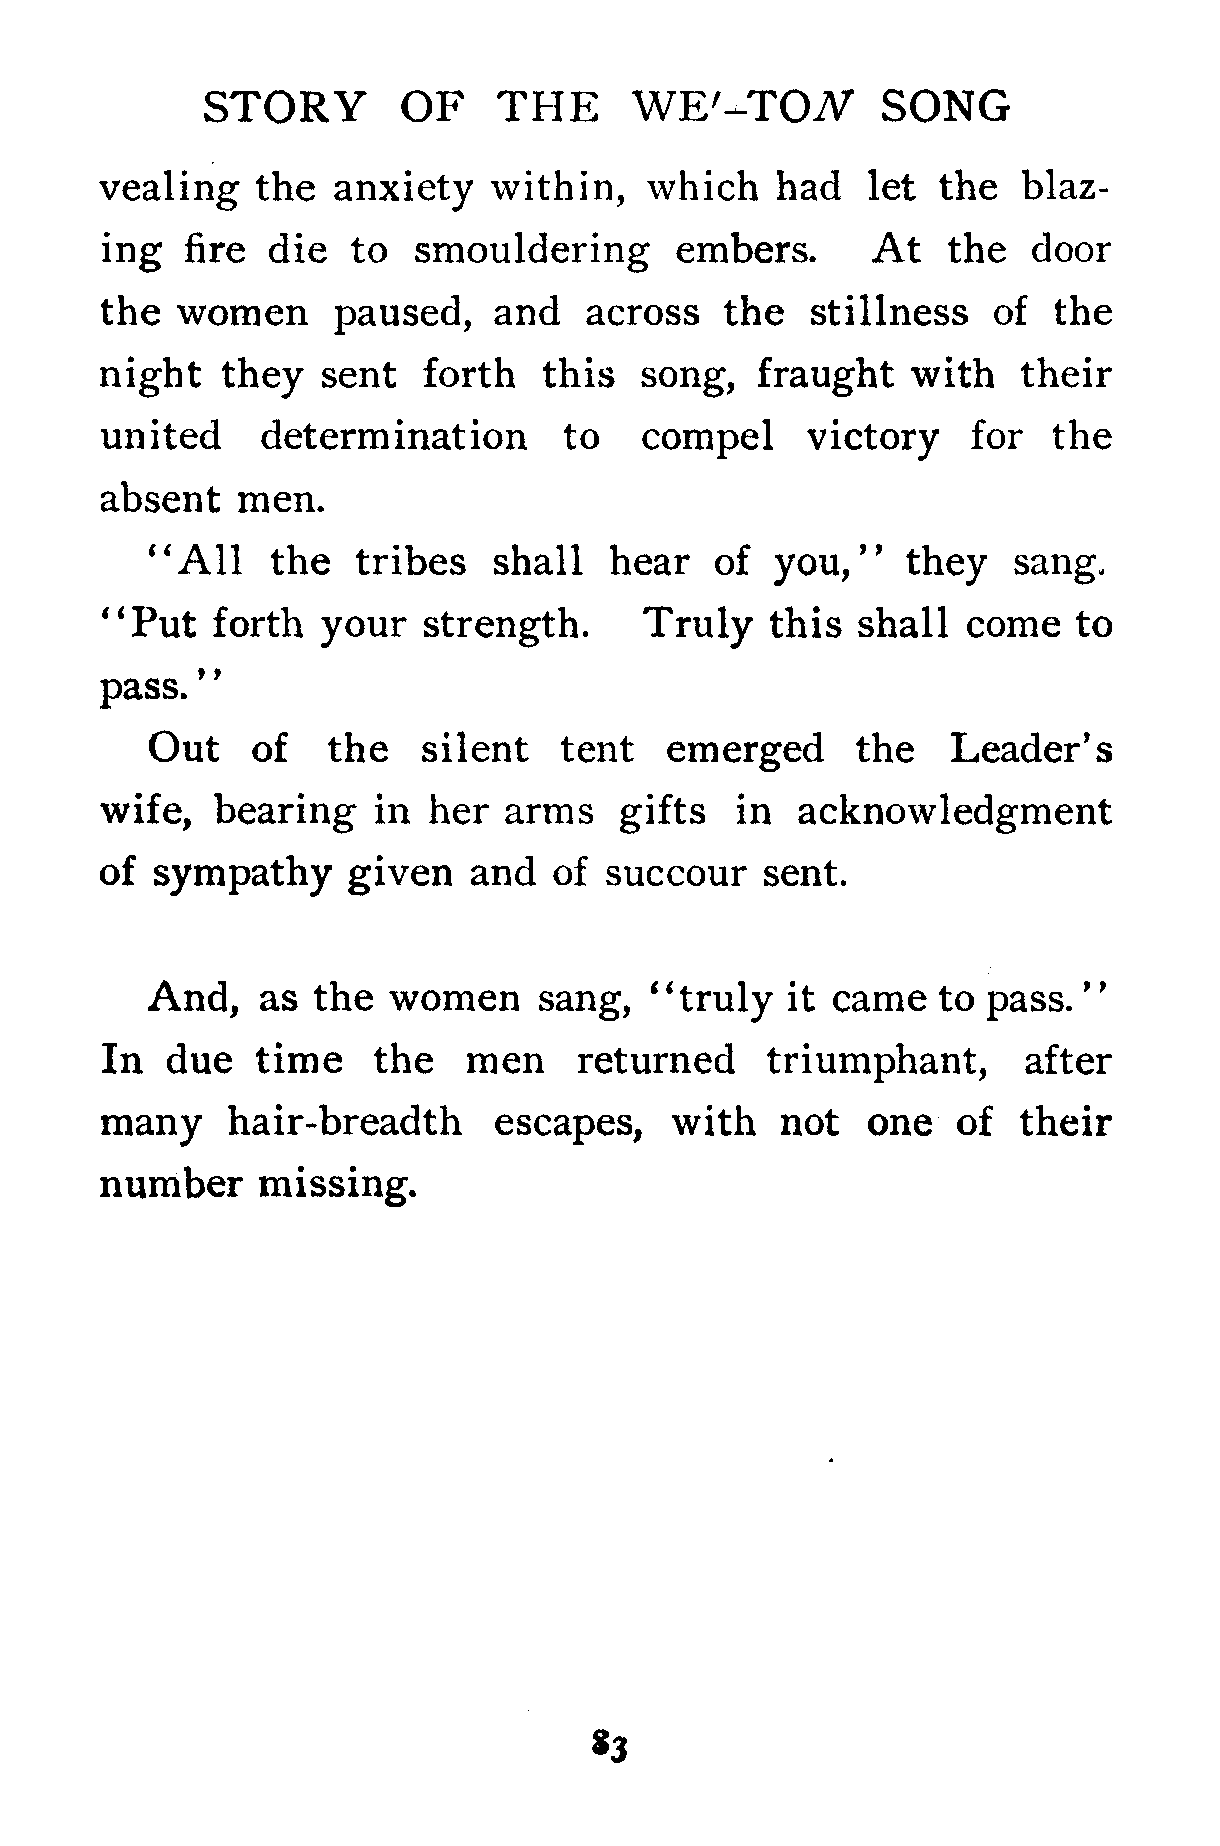 STORY OF THE WE'-TON SONG
vealing the anxiety within, which had let the blaz-
ing fire die to smouldering embers. At the door
the women paused, and across the stillness of the
night they sent forth this song, fraught with their
united determination to compel victory for the
absent men.
"All the tribes shall hear of you," they sang.
"Put forth your strength. Truly this shall come to
pass."
Out of the silent tent emerged the Leader's
wife, bearing in her arms gifts in acknowledgment
of sympathy given and of succour sent.
And, as the women sang, "truly it came to pass."
In due time the men returned triumphant, after
many hair-breadth escapes, with not one of their
number missing.
83